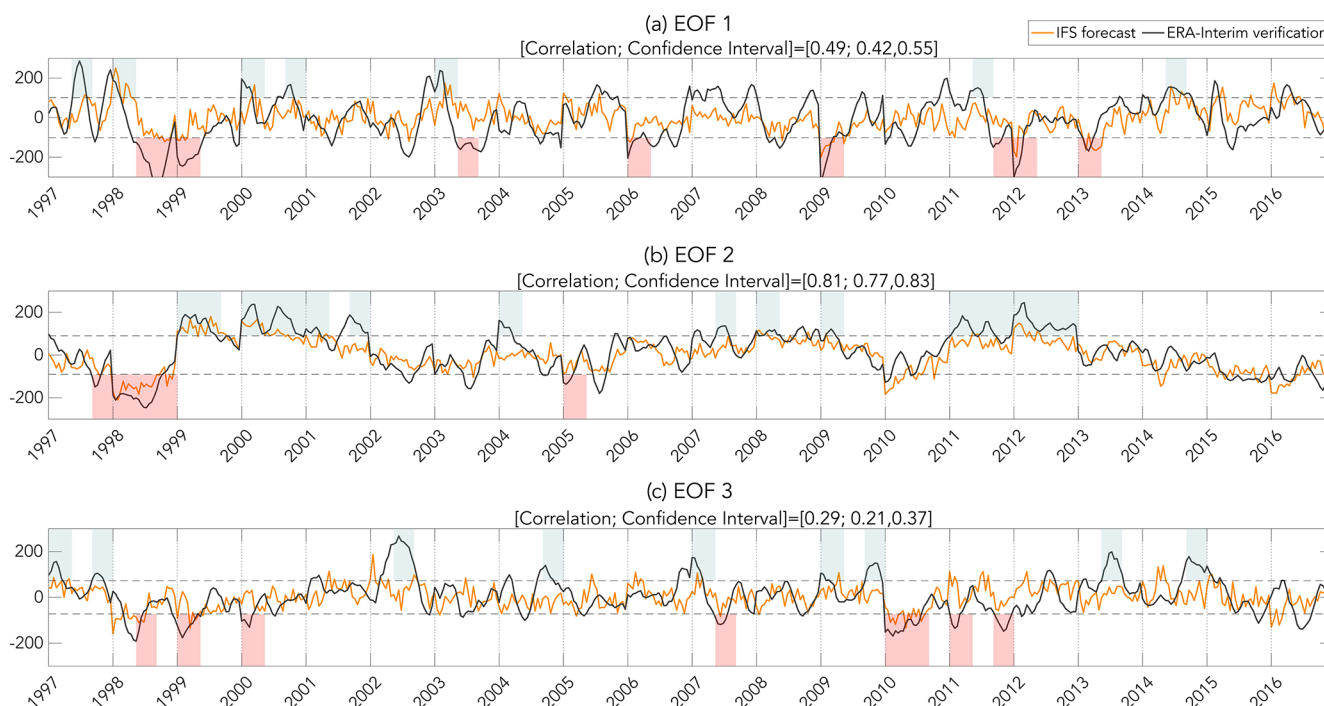 (a) EOF 1
[Correlation; Confidence Interval]=[0.49; 0.42,0.55]
IFS forecast ERA-Interim verification
200
0
-200
1997 1998 1999 2000 2001 2002 2003 2004 2005 2006 2007 2008 2009 2010 2011 2012 2013 2014 2015 2016
(b) EOF 2
[Correlation; Confidence Interval]=[0.81; 0.77,0.83]
200
0
-200
1997 1998 1999 2000 2001 2002 2003 2004 2005 2006 2007 2008 2009 2010 2011 2012 2013 2014 2015 2016
(c) EOF 3
[Correlation; Confidence Interval]=[0.29; 0.21,0.37]
200
0
-200
1997 1998 1999 2000 2001 2002 2003 2004 2005 2006 2007 2008 2009 2010 2011 2012 2013 2014 2015 2016